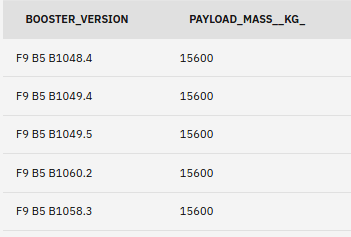 BOOSTER_VERSION PAYLOAD_MASS__KG_
F9 B5 B1048.4 15600
F9 B5 B1049.4 15600
F9 B5 B1049.5 15600
F9 B5 B1060.2 15600
F9 B5 B1058.3 15600